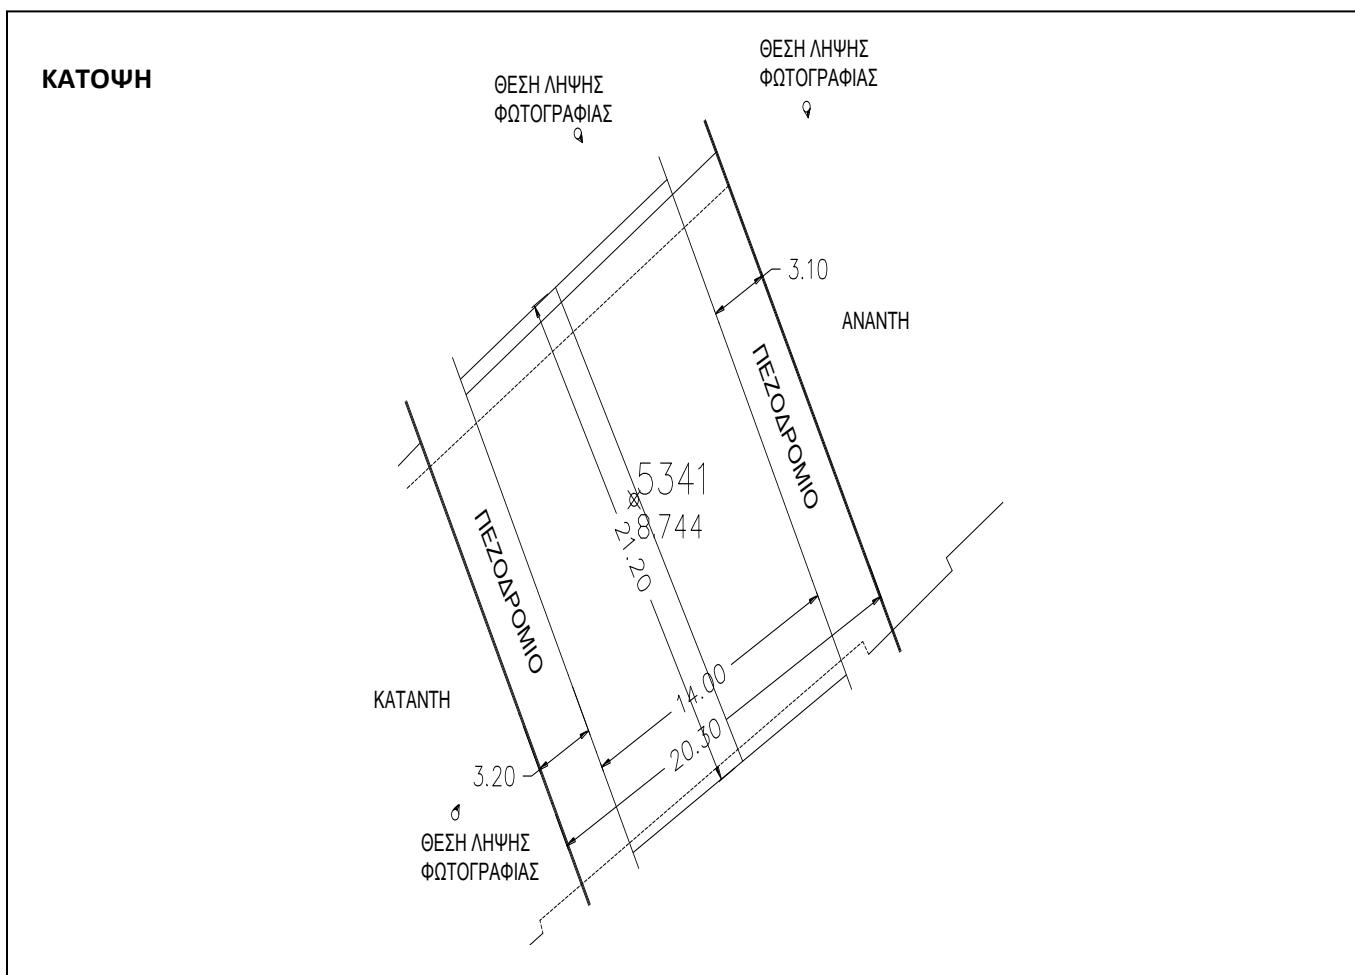 ΚΑΤΟΨΗ
ΘΕΣΗ ΛΗΨΗΣ
ΦΩΤΟΓΡΑΦΙΑΣ
ΘΕΣΗ ΛΗΨΗΣ
ΦΩΤΟΓΡΑΦΙΑΣ
3.10
ΑΝΑΝΤΗ
ΠΕΖΟΔΡΟΜΙΟ
5341
8.744
21.20
ΠΕΖΟΔΡΟΜΙΟ
14.00
20.30
ΚΑΤΑΝΤΗ
3.20
ΘΕΣΗ ΛΗΨΗΣ
ΦΩΤΟΓΡΑΦΙΑΣ